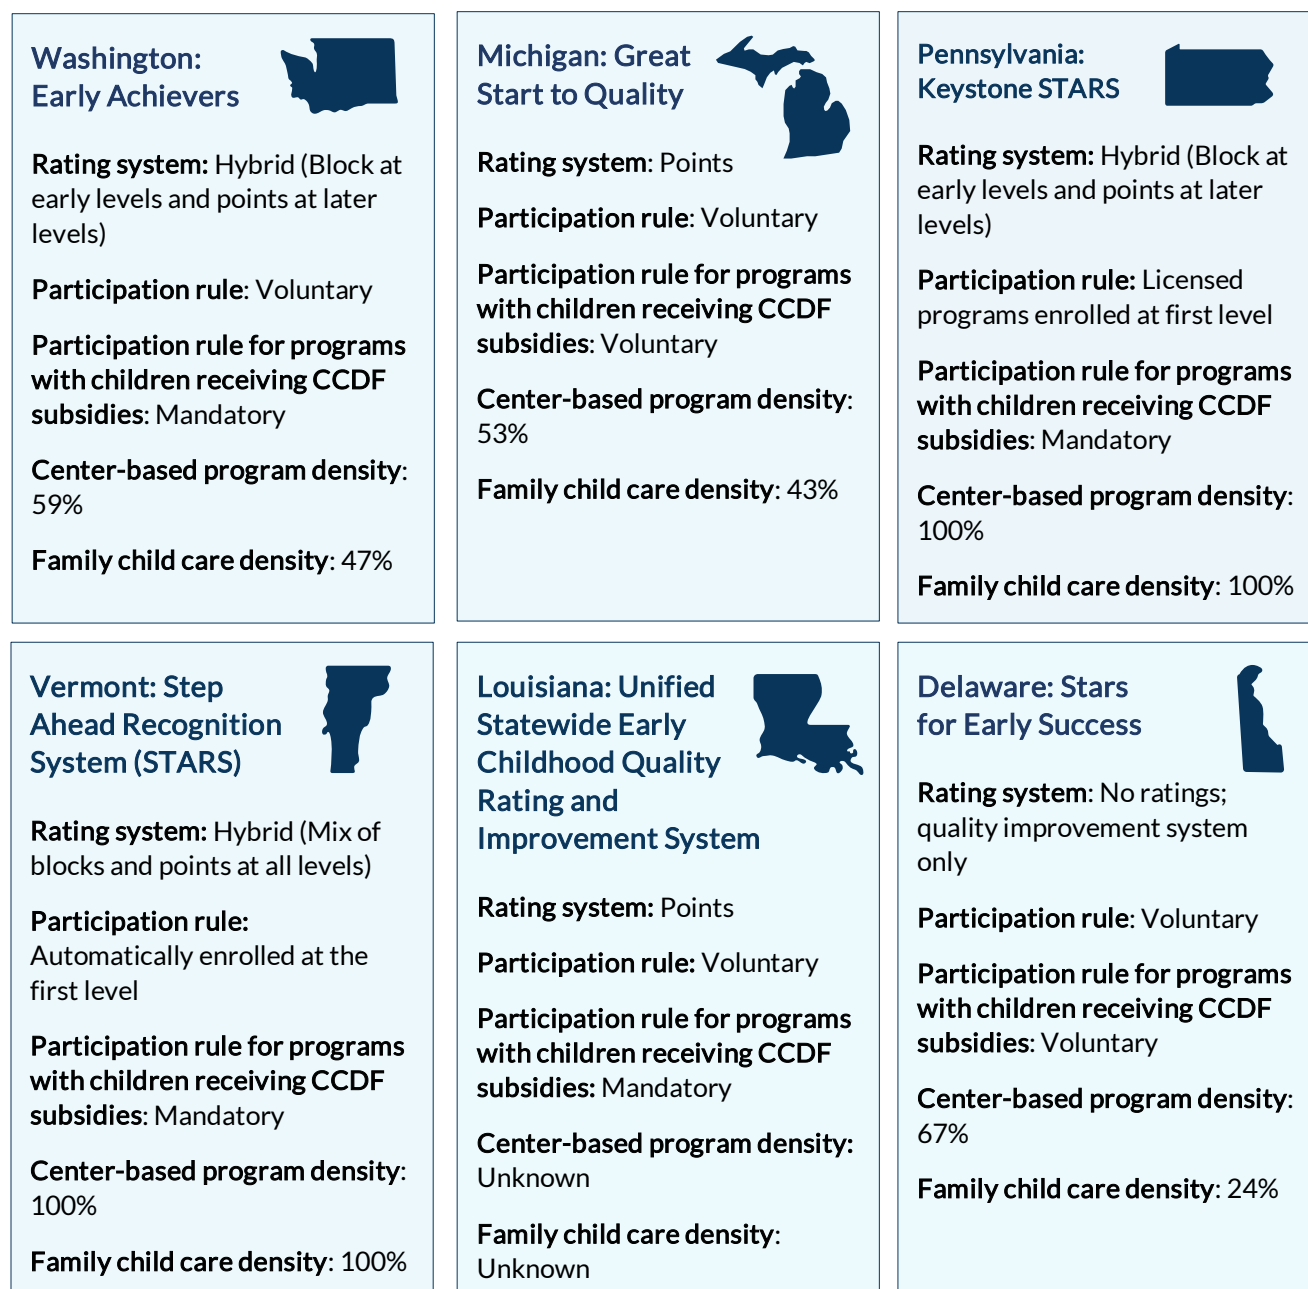 Washington:
Early Achievers
Rating system: Hybrid (Block at
early levels and points at later
levels)
Participation rule: Voluntary
Participation rule for programs
with children receiving CCDF
subsidies: Mandatory
Center-based program density:
59%
Family child care density: 47%
Michigan: Great
Start to Quality
Rating system: Points
Participation rule: Voluntary
Participation rule for programs
with children receiving CCDF
subsidies: Voluntary
Center-based program density:
53%
Family child care density: 43%
Pennsylvania:
Keystone STARS
Rating system: Hybrid (Block at
early levels and points at later
levels)
Participation rule: Licensed
programs enrolled at first level
Participation rule for programs
with children receiving CCDF
subsidies: Mandatory
Center-based program density:
100%
Family child care density: 100%
Vermont: Step
Ahead Recognition
System (STARS)
Rating system: Hybrid (Mix of
blocks and points at all levels)
Participation rule:
Automatically enrolled at the
first level
Participation rule for programs
with children receiving CCDF
subsidies: Mandatory
Center-based program density:
100%
Family child care density: 100%
Louisiana: Unified
Statewide Early
Childhood Quality
Rating and
Improvement System
Rating system: Points
Participation rule: Voluntary
Participation rule for programs
with children receiving CCDF
subsidies: Mandatory
Center-based program density:
Unknown
Family child care density:
Unknown
Delaware: Stars
for Early Success
Rating system: No ratings;
quality improvement system
only
Participation rule: Voluntary
Participation rule for programs
with children receiving CCDF
subsidies: Voluntary
Center-based program density:
67%
Family child care density: 24%